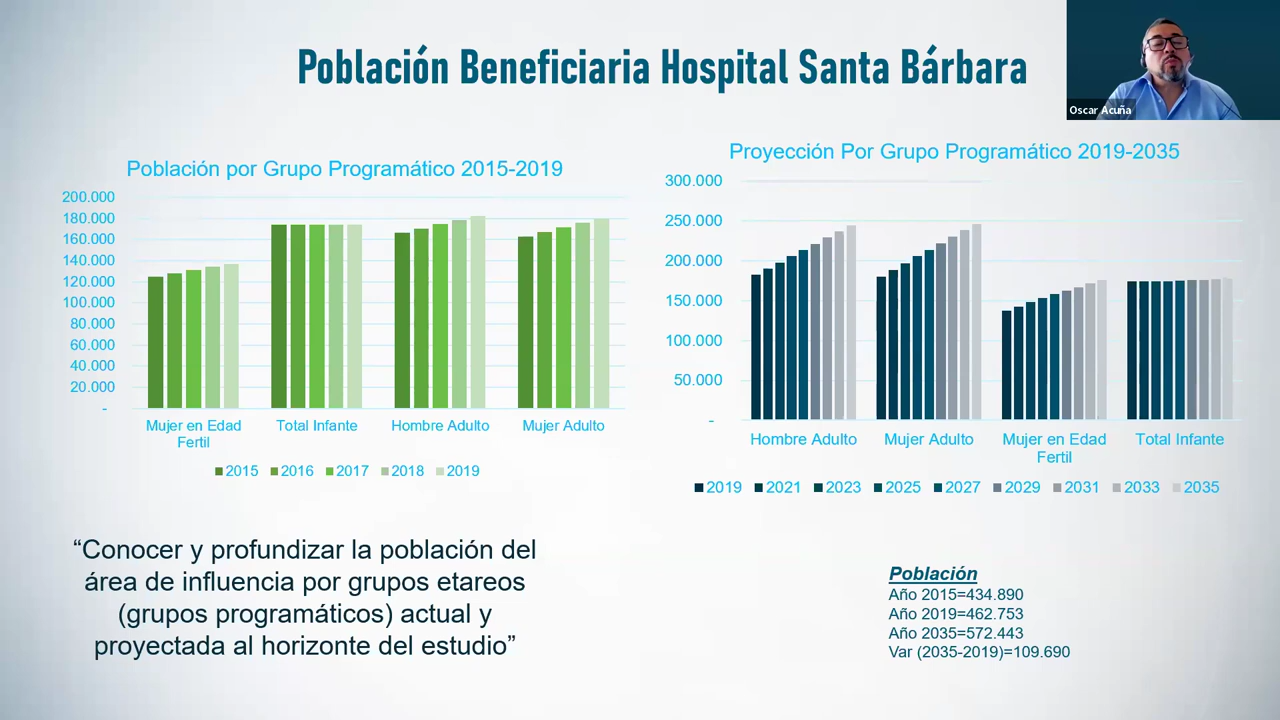 Población Beneficiaria Hospital Santa Bárbara
Oscar Acuña
Población por Grupo Programático 2015-2019
200.000
180.000
160.000
140.000
120.000
100.000
80.000
60.000
40.000
20.000
-
Mujer en Edad
Fertil
Total Infante
Hombre Adulto
Mujer Adulto
2015 2016 2017 2018 2019
Proyección Por Grupo Programático 2019-2035
300.000
250.000
200.000
150.000
100.000
50.000
-
Hombre Adulto
Mujer Adulto
Mujer en Edad
Fertil
Total Infante
2019 2021 2023 2025 2027 2029 2031 2033 2035
“Conocer y profundizar la población del
área de influencia por grupos etareos
(grupos programáticos) actual y
proyectada al horizonte del estudio”
Población
Año 2015=434.890
Año 2019=462.753
Año 2035=572.443
Var (2035-2019)=109.690